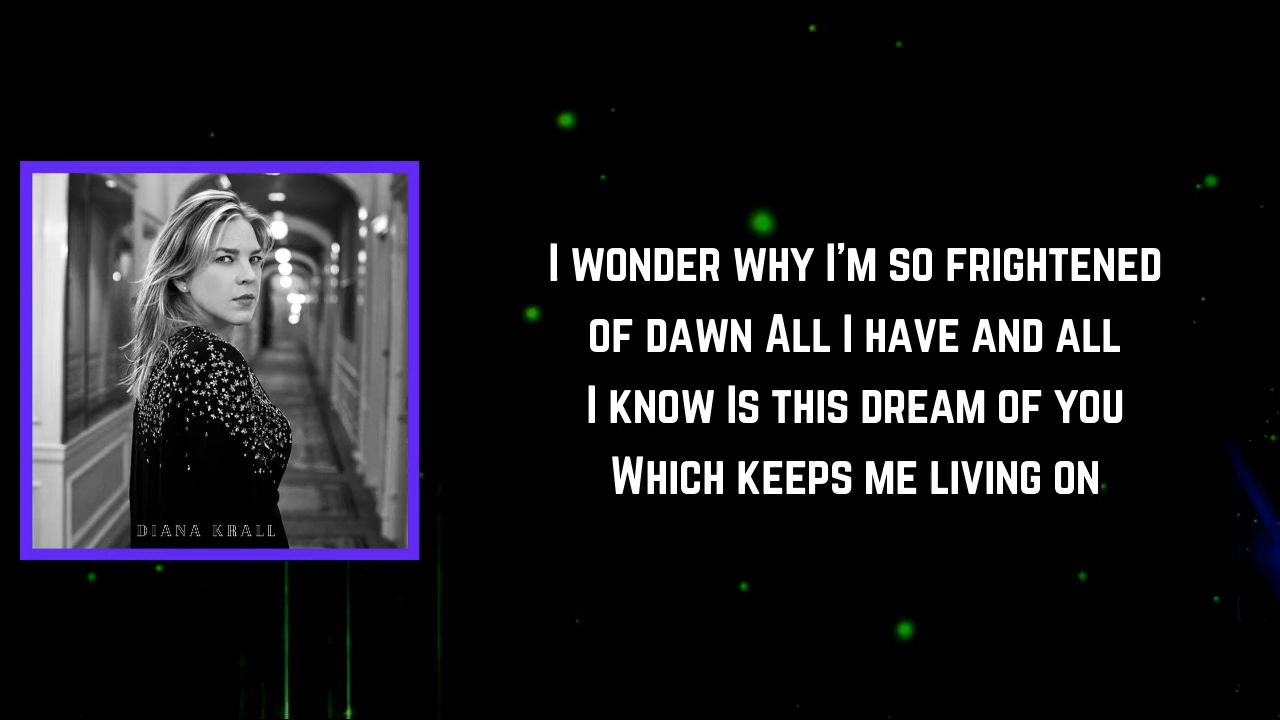 I WONDER WHY I'M SO FRIGHTENED
OF DAWN ALL I HAVE AND ALL
I KNOW IS THIS DREAM OF YOU
WHICH KEEPS ME LIVING ON
DIANA KRALL